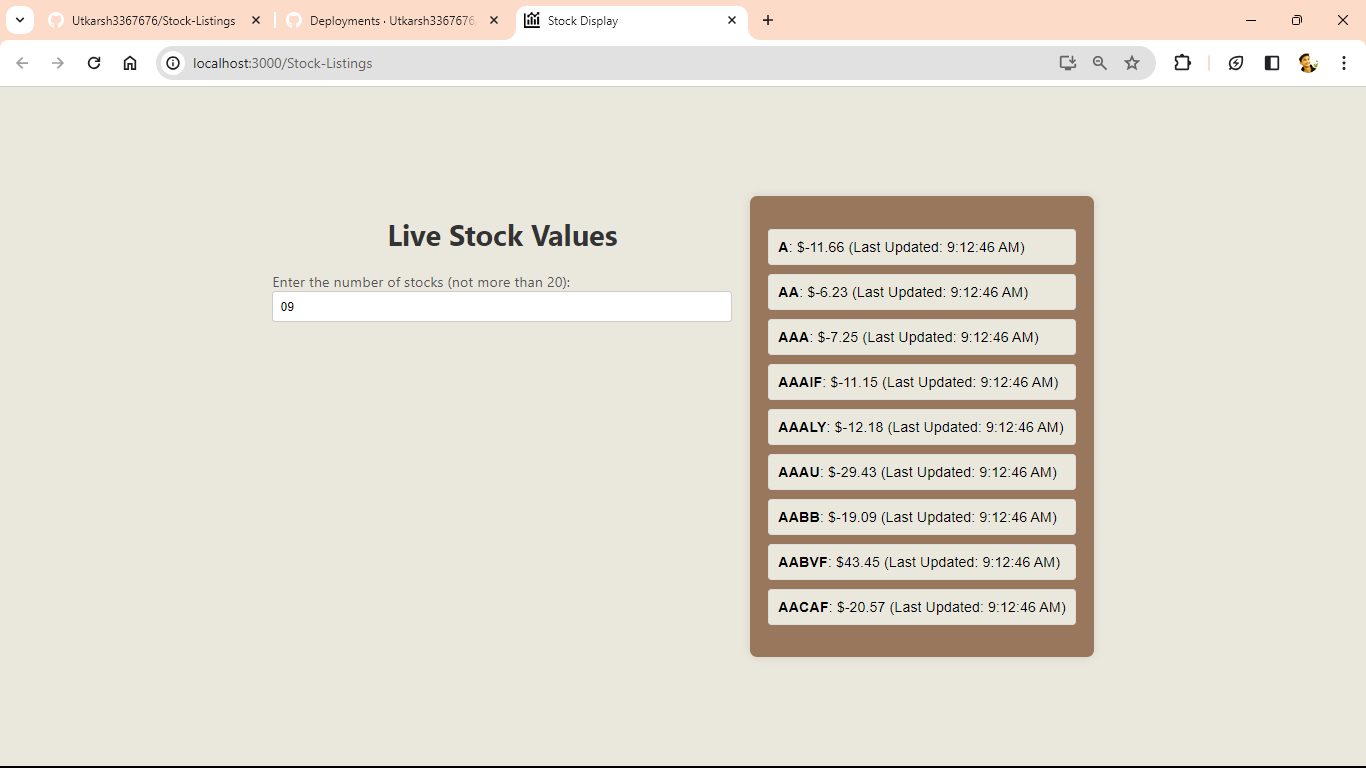 Utkarsh3367676/Stock-Listings
Deployments · Utkarsh3367676
Stock Display
localhost:3000/Stock-Listings
Live Stock Values
Enter the number of stocks (not more than 20):
09
A: $-11.66 (Last Updated: 9:12:46 AM)
AA: $-6.23 (Last Updated: 9:12:46 AM)
AAA: $-7.25 (Last Updated: 9:12:46 AM)
AAAIF: $-11.15 (Last Updated: 9:12:46 AM)
AAALY: $-12.18 (Last Updated: 9:12:46 AM)
AAAU: $-29.43 (Last Updated: 9:12:46 AM)
AABB: $-19.09 (Last Updated: 9:12:46 AM)
AABVF: $43.45 (Last Updated: 9:12:46 AM)
AACAF: $-20.57 (Last Updated: 9:12:46 AM)